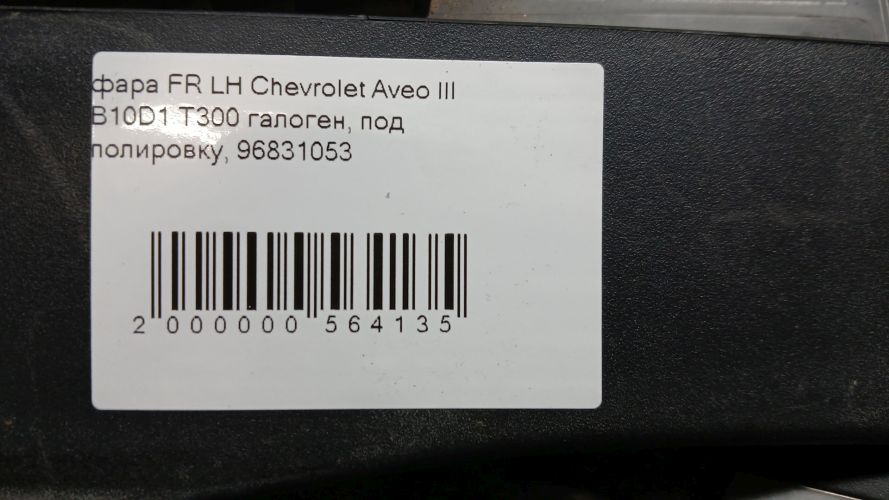 фара FR LH Chevrolet Aveo III
B10D1 T300 галоген, под
полировку, 96831053
2 000000 564135